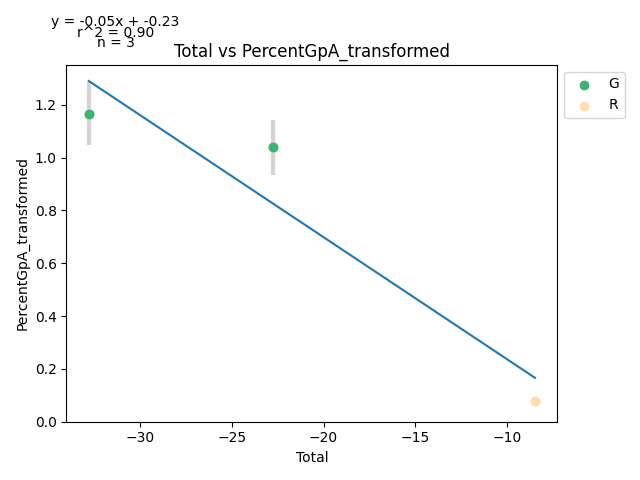 y = -0.05x + -0.23
r^2 = 0.90
n = 3
Total vs PercentGpA_transformed
G
R
1.2
1.0
0.8
0.6
0.4
0.2
0.0
PercentGpA_transformed
−30
−25
−20
−15
−10
Total